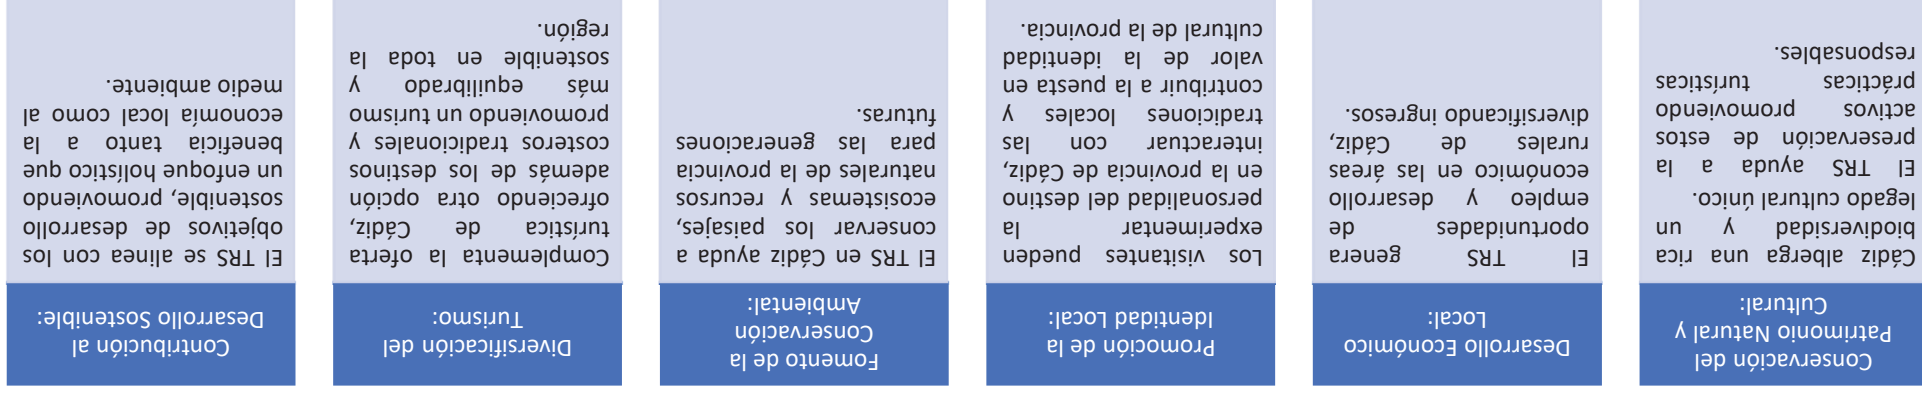 Conservación del
Patrimonio Natural y
Cultural:
Cádiz alberga una rica
biodiversidad y un
legado cultural único.
El TRS ayuda a la
preservación de estos
activos promoviendo
prácticas turísticas
responsables.
Desarrollo Económico
Local:
El TRS genera
oportunidades de
empleo y desarrollo
económico en las áreas
rurales de Cádiz,
diversificando ingresos.
Promoción de la
Identidad Local:
Los visitantes pueden
experimentar la
personalidad del destino
en la provincia de Cádiz,
interactuar con las
tradiciones locales y
contribuir a la puesta en
valor de la identidad
cultural de la provincia.
Fomento de la
Conservación
Ambiental:
El TRS en Cádiz ayuda a
conservar los paisajes,
ecosistemas y recursos
naturales de la provincia
para las generaciones
futuras.
Diversificación del
Turismo:
Complementa la oferta
turística de Cádiz,
ofreciendo otra opción
además de los destinos
costeros tradicionales y
promoviendo un turismo
más equilibrado y
sostenible en toda la
región.
Contribución al
Desarrollo Sostenible:
El TRS se alinea con los
objetivos de desarrollo
sostenible, promoviendo
un enfoque holístico que
beneficia tanto a la
economía local como al
medio ambiente.